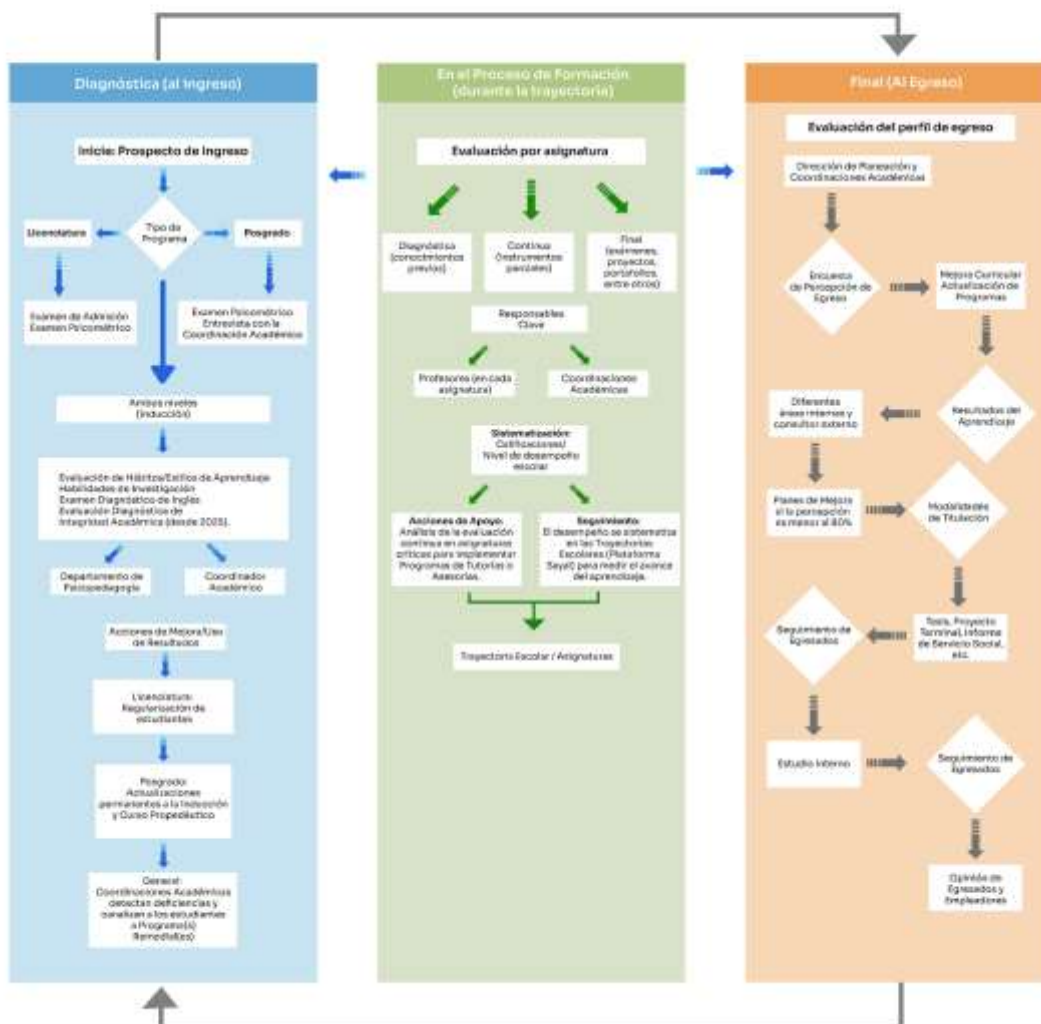 Diagnóstica (al Ingreso)
Inicio: Prospecto de Ingreso
Tipo de
Programa
Licenciatura
Posgrado
Examen de Admisión
Examen Psicométrico
Examen Psicométrico
Entrevista con la
Coordinación Académica
Ambos niveles
(Inducción)
Evaluación de Hábitos/Estilos de Aprendizaje
Habilidades de Investigación
Examen Diagnóstico de Inglés
Evaluación Diagnóstica de
Integridad Académica (desde 2025).
Departamento de
Psicopedagogía
Coordinador
Académico
Acciones de Mejora/Uso
de Resultados
Licenciatura:
Regularización de
estudiantes
Posgrado:
Actualizaciones
permanentes a la Inducción
y Curso Propedéutico
General:
Coordinaciones Académicas
detectan deficiencias y
canalizan a los estudiantes
a Programa(s)
Remedial(es)
En el Proceso de Formación
(durante la trayectoria)
Evaluación por asignatura
Diagnóstica
(conocimientos
previos)
Continua
(Instrumentos
parciales)
Final
(exámenes,
proyectos,
portafolios,
entre otros)
Responsables
Clave
Profesores (en cada
asignatura)
Coordinaciones
Académicas
Sistematización:
Calificaciones/
Nivel de desempeño
escolar
Acciones de Apoyo:
Análisis de la evaluación
continua en asignaturas
críticas para implementar
Programas de Tutorías o
Asesorías.
Seguimiento:
El desempeño se sistematiza
en las Trayectorias
Escolares (Plataforma
Sayal) para medir el avance
del aprendizaje.
Trayectoria Escolar / Asignaturas
Final (Al Egreso)
Evaluación del perfil de egreso
Dirección de Planeación y
Coordinaciones Académicas
Encuesta
de Percepción de
Egreso
Mejora Curricular
Actualización de
Programas
Resultados del
Aprendizaje
Diferentes
áreas internas y
consultor externo
Planes de Mejora
si la percepción
es menor al 80%
Modalidades
de Titulación
Tesis, Proyecto
Terminal, Informe
de Servicio Social,
etc.
Seguimiento de
Egresados
Estudio Interno
Seguimiento de
Egresados
Opinión de
Egresados y
Empleadores